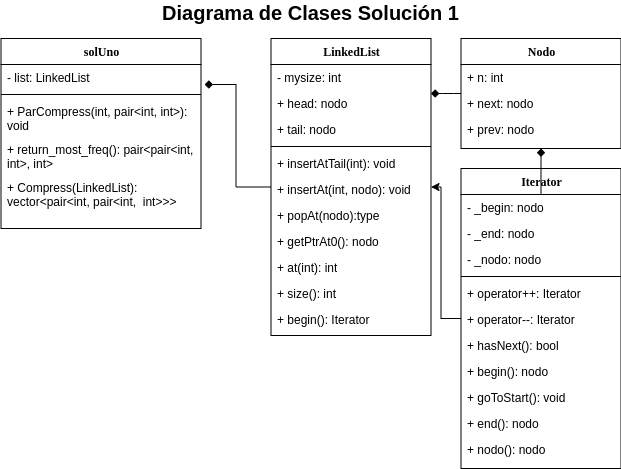 Diagrama de Clases Solución 1
solUno
- list: LinkedList
+ ParCompress(int, pair<int, int>):
void
+ return_most_freq(): pair<pair<int,
int>, int>
+ Compress(LinkedList):
vector<pair<int, pair<int,  int>>>
LinkedList
- mysize: int
+ head: nodo
+ tail: nodo
+ insertAtTail(int): void
+ insertAt(int, nodo): void
+ popAt(nodo):type
+ getPtrAt0(): nodo
+ at(int): int
+ size(): int
+ begin(): Iterator
Nodo
+ n: int
+ next: nodo
+ prev: nodo
Iterator
- _begin: nodo
- _end: nodo
- _nodo: nodo
+ operator++: Iterator
+ operator--: Iterator
+ hasNext(): bool
+ begin(): nodo
+ goToStart(): void
+ end(): nodo
+ nodo(): nodo